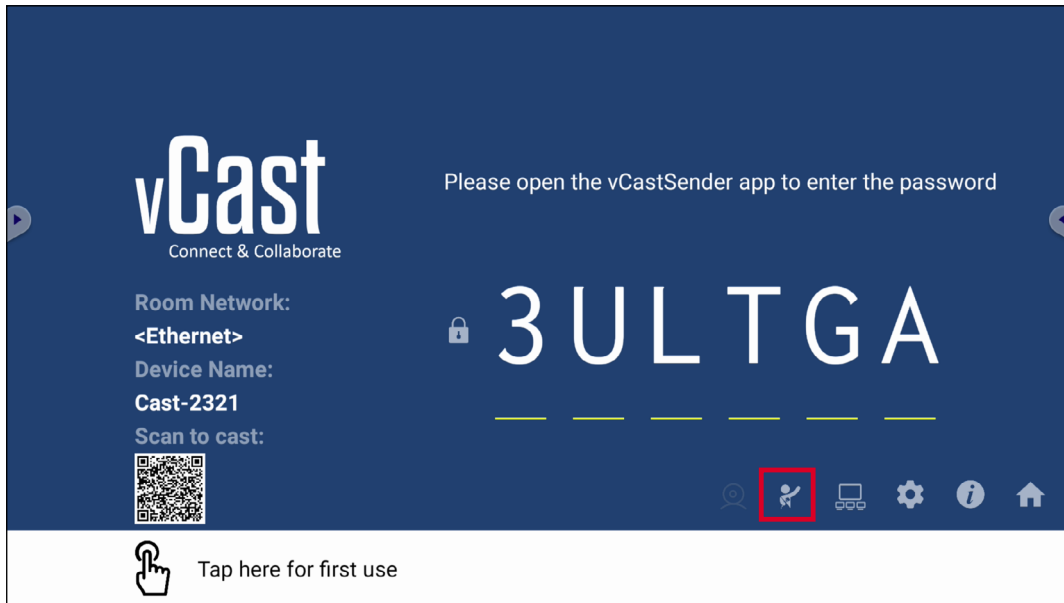 vCast
Connect & Collaborate
Please open the vCastSender app to enter the password
Room Network:
<Ethernet>
Device Name:
Cast-2321
Scan to cast:
3ULTGA
Tap here for first use